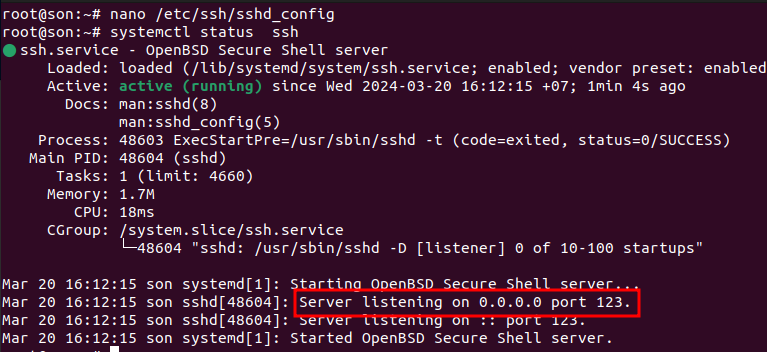 root@son:~# nano /etc/ssh/sshd_config
root@son:~# systemctl status  ssh
● ssh.service - OpenBSD Secure Shell server
     Loaded: loaded (/lib/systemd/system/ssh.service; enabled; vendor preset: enabled
     Active: active (running) since Wed 2024-03-20 16:12:15 +07; 1min 4s ago
       Docs: man:sshd(8)
             man:sshd_config(5)
    Process: 48603 ExecStartPre=/usr/sbin/sshd -t (code=exited, status=0/SUCCESS)
   Main PID: 48604 (sshd)
      Tasks: 1 (limit: 4660)
     Memory: 1.7M
        CPU: 18ms
     CGroup: /system.slice/ssh.service
             └─48604 "sshd: /usr/sbin/sshd -D [listener] 0 of 10-100 startups"
Mar 20 16:12:15 son systemd[1]: Starting OpenBSD Secure Shell server...
Mar 20 16:12:15 son sshd[48604]: Server listening on 0.0.0.0 port 123.
Mar 20 16:12:15 son sshd[48604]: Server listening on :: port 123.
Mar 20 16:12:15 son systemd[1]: Started OpenBSD Secure Shell server.